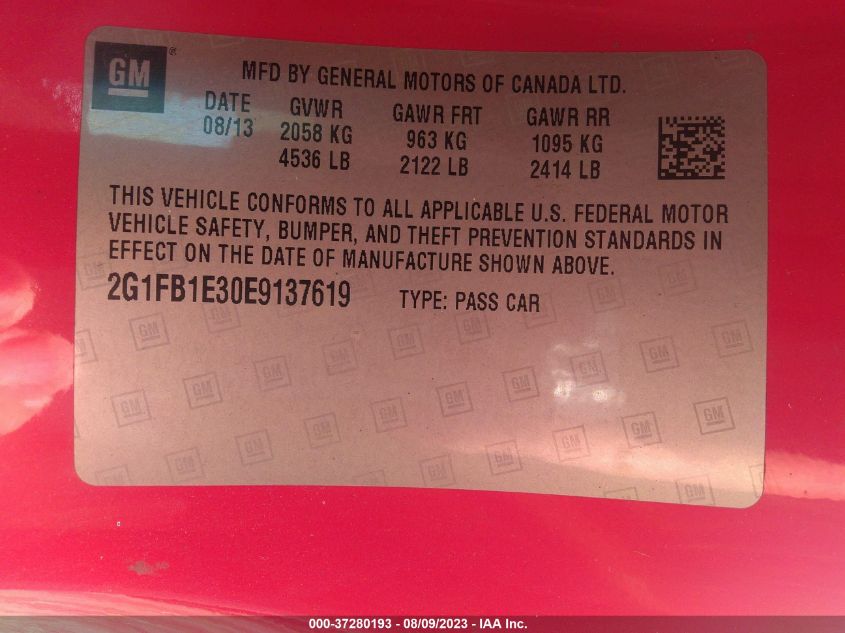 GM®
MFD BY GENERAL MOTORS OF CANADA LTD.
DATE GVWR GAWR FRT GAWR RR
08/13 2058 KG 963 KG 1095 KG
4536 LB 2122 LB 2414 LB
THIS VEHICLE CONFORMS TO ALL APPLICABLE U.S. FEDERAL MOTOR
VEHICLE SAFETY, BUMPER, AND THEFT PREVENTION STANDARDS IN
EFFECT ON THE DATE OF MANUFACTURE SHOWN ABOVE.
2G1FB1E30E9137619 TYPE: PASS CAR
000-37280193 - 08/09/2023 - IAA Inc.